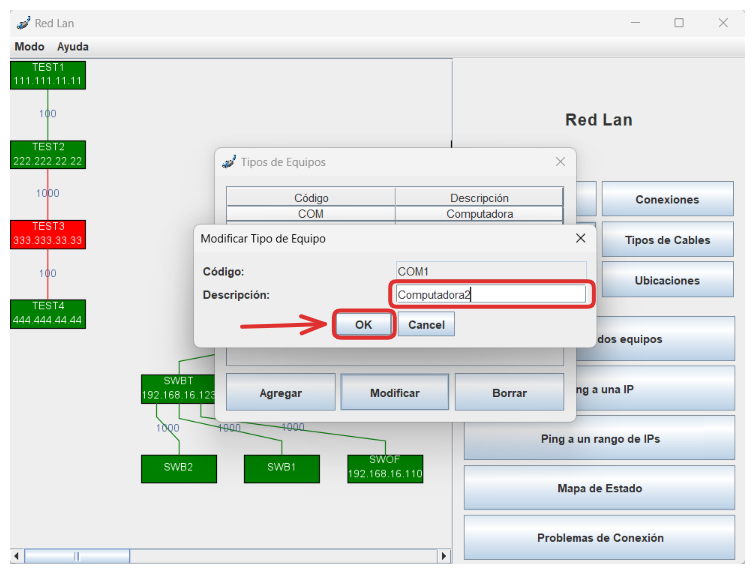 Red Lan
Modo Ayuda
TEST1
111.111.11.11
100
TEST2
222.222.22.22
1000
TEST3
333.333.33.33
100
TEST4
444.444.44.44
SWBT
192.168.16.123
1000 1000 1000
SWB2
SWB1
SWOF
192.168.16.110
Tipos de Equipos
Código Descripción
COM Computadora
Modificar Tipo de Equipo
Código: COM1
Descripción: Computadora2
OK Cancel
Agregar Modificar Borrar
Red Lan
Conexiones
Tipos de Cables
Ubicaciones
dos equipos
a una IP
Ping a un rango de IPs
Mapa de Estado
Problemas de Conexión